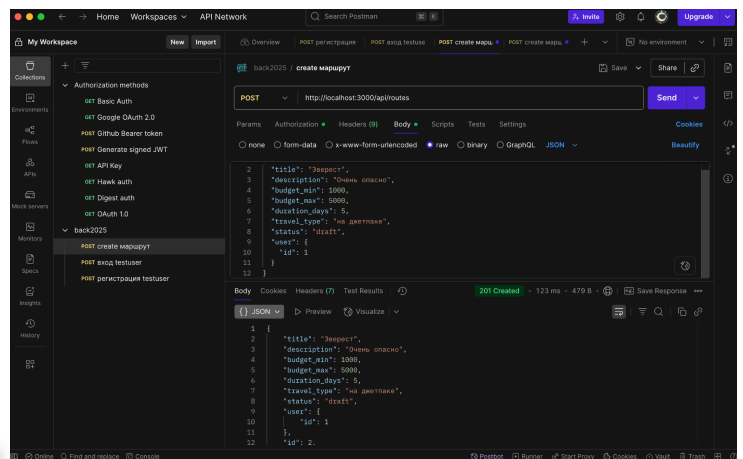 Home Workspaces API Network Search Postman ⌘ K Invite Upgrade
My Workspace New Import Overview POST регистрация POST вход testuse POST create марш. POST create марш. No environment
Collections
Environments
Flows
APIs
Mock servers
Monitors
Specs
Insights
History
Authorization methods
GET Basic Auth
GET Google OAuth 2.0
POST Github Bearer token
POST Generate signed JWT
GET API Key
GET Hawk auth
GET Digest auth
GET OAuth 1.0
back2025
POST create маршрут
POST вход testuser
POST регистрация testuser
back2025 / create маршрут Save Share
POST http://localhost:3000/api/routes Send
Params Authorization Headers (9) Body Scripts Tests Settings Cookies
none form-data x-www-form-urlencoded raw binary GraphQL JSON Beautify
2 "title": "Эверест",
3 "description": "Очень опасно",
4 "budget_min": 1000,
5 "budget_max": 5000,
6 "duration_days": 5,
7 "travel_type": "на джетпаке",
8 "status": "draft",
9 "user": {
10 "id": 1
11 }
12 }
Body Cookies Headers (7) Test Results 201 Created 123 ms 479 B Save Response
{} JSON Preview Visualize
1 {
2 "title": "Эверест",
3 "description": "Очень опасно",
4 "budget_min": 1000,
5 "budget_max": 5000,
6 "duration_days": 5,
7 "travel_type": "на джетпаке",
8 "status": "draft",
9 "user": {
10 "id": 1
11 },
12 "id": 2,
Online Find and replace Console Postbot Runner Start Proxy Cookies Vault Trash